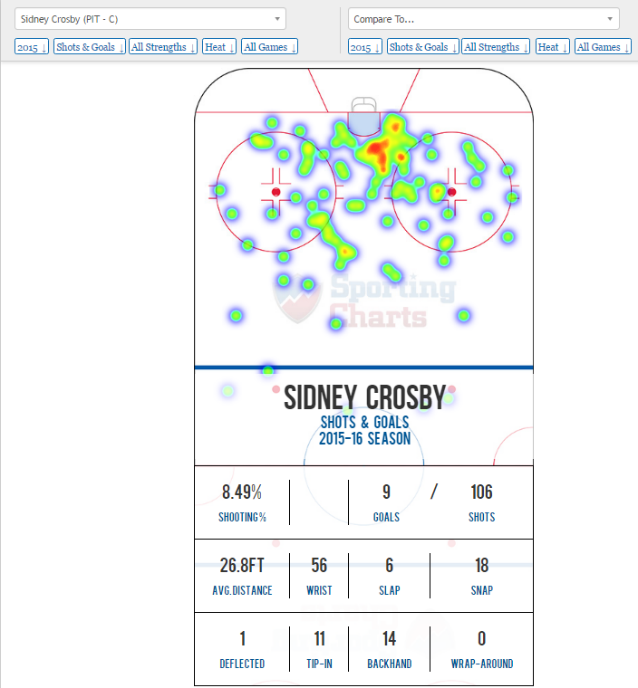 Sidney Crosby (PIT - C)
Compare To...
2015 ↓ Shots & Goals ↓ All Strengths ↓ Heat ↓ All Games ↓
2015 ↓ Shots & Goals ↓ All Strengths ↓ Heat ↓ All Games ↓
Sporting
Charts
SIDNEY CROSBY
SHOTS & GOALS
2015-16 SEASON
8.49% 9 / 106
SHOOTING% GOALS SHOTS
26.8FT 56 6 18
AVG.DISTANCE WRIST SLAP SNAP
1 11 14 0
DEFLECTED TIP-IN BACKHAND WRAP-AROUND